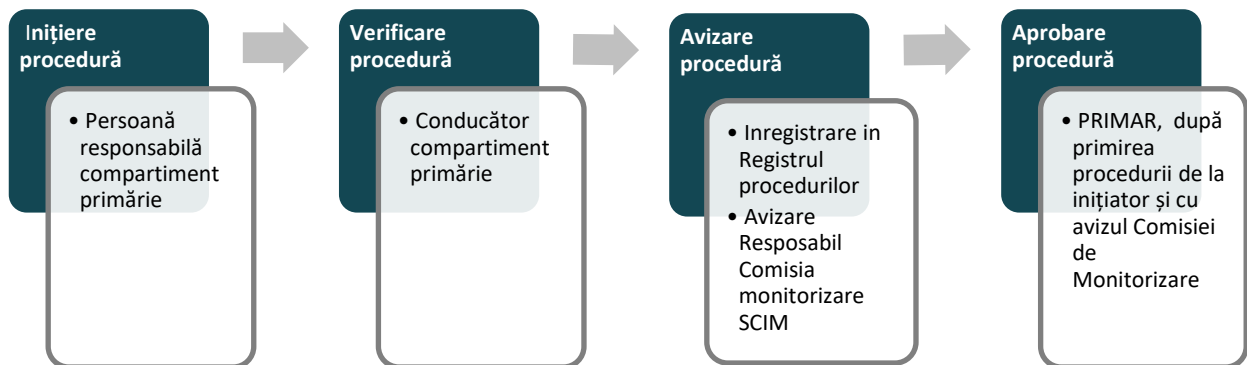 Inițiere
procedură
• Persoană
responsabilă
compartiment
primărie
Verificare
procedură
• Conducător
compartiment
primărie
Avizare
procedură
• Inregistrare in
Registrul
procedurilor
• Avizare
Resposabil
Comisia
monitorizare
SCIM
Aprobare
procedură
• PRIMAR, după
primirea
procedurii de la
inițiator și cu
avizul Comisiei
de
Monitorizare